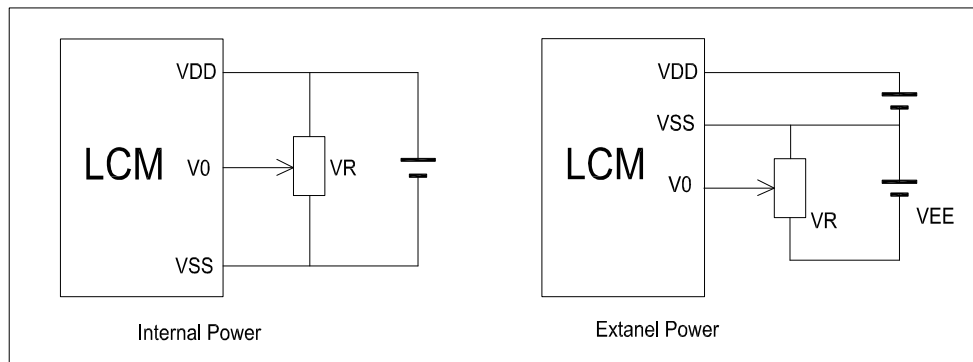 VDD
LCM
V0
VR
VSS
Internal Power
VDD
VSS
LCM
V0
VR
VEE
Extanel Power